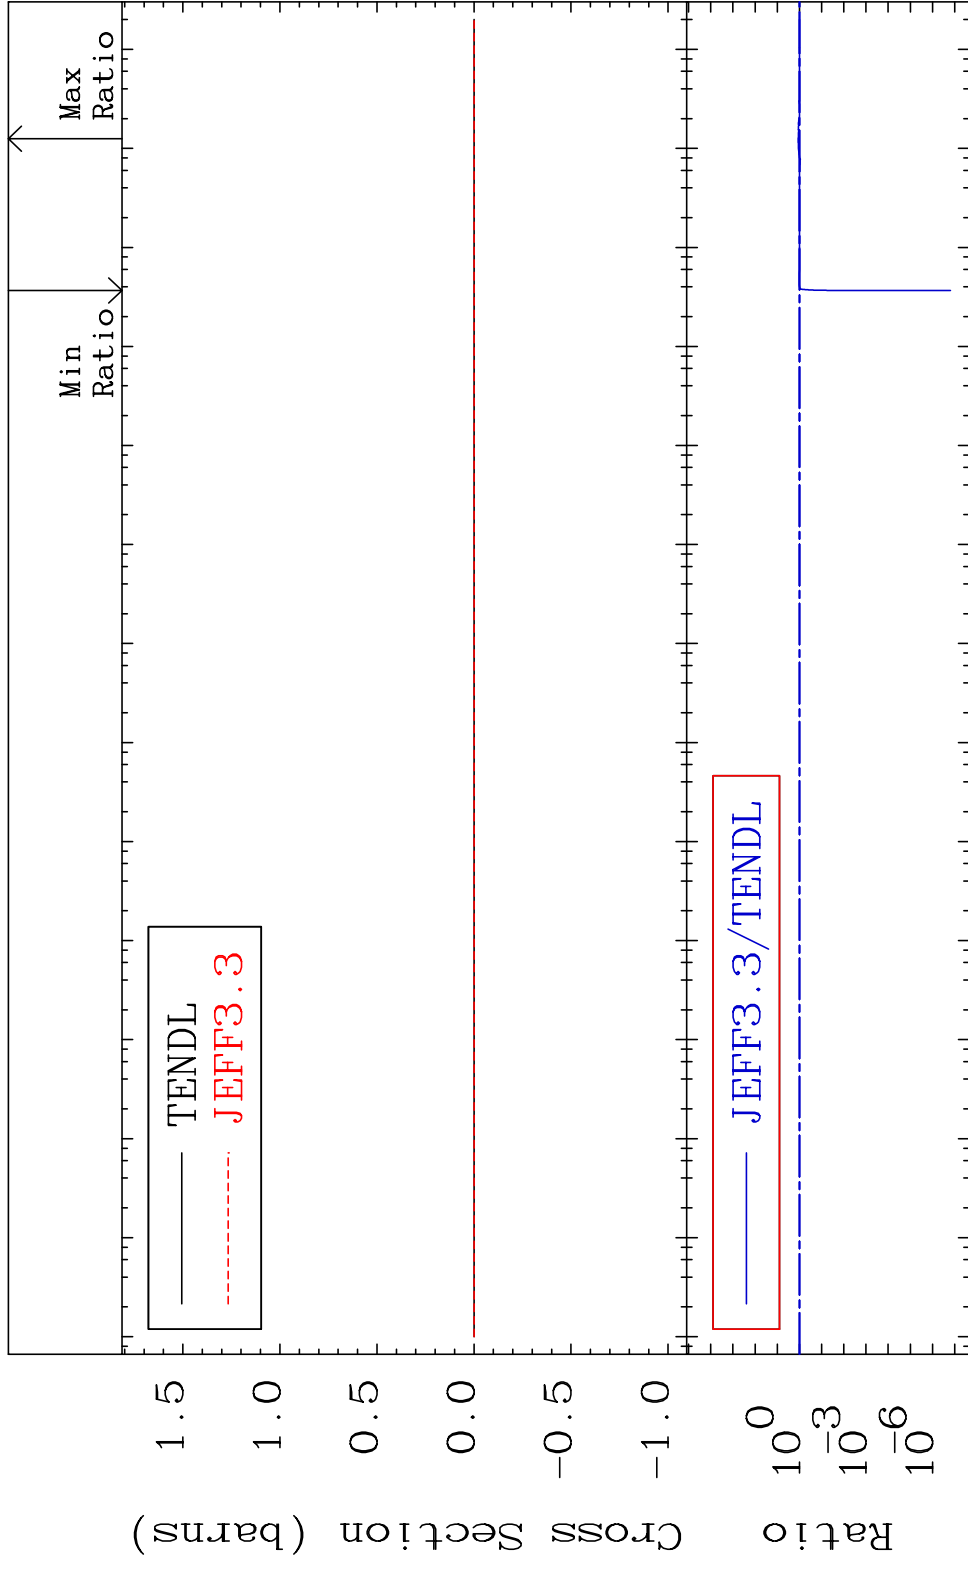 Min
Ratio
Max
Ratio
TENDL
JEFF3.3
1.5
1.0
0.5
0.0
-0.5
-1.0
Cross Section (barns)
JEFF3.3/TENDL
10^0
10^-3
10^-6
Ratio